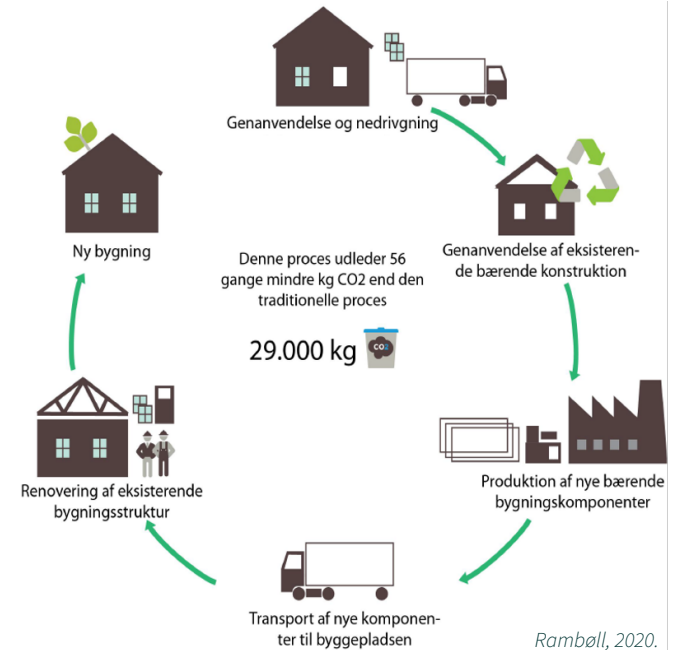 Genanvendelse og nedrivgning
Genanvendelse af eksisteren-
de bærende konstruktion
Ny bygning
Denne proces udleder 56
gange mindre kg CO2 end den
traditionelle proces
29.000 kg
CO2
Produktion af nye bærende
bygningskomponenter
Renovering af eksisterende
bygningsstruktur
Transport af nye komponen-
ter til byggepladsen
Rambøll, 2020.